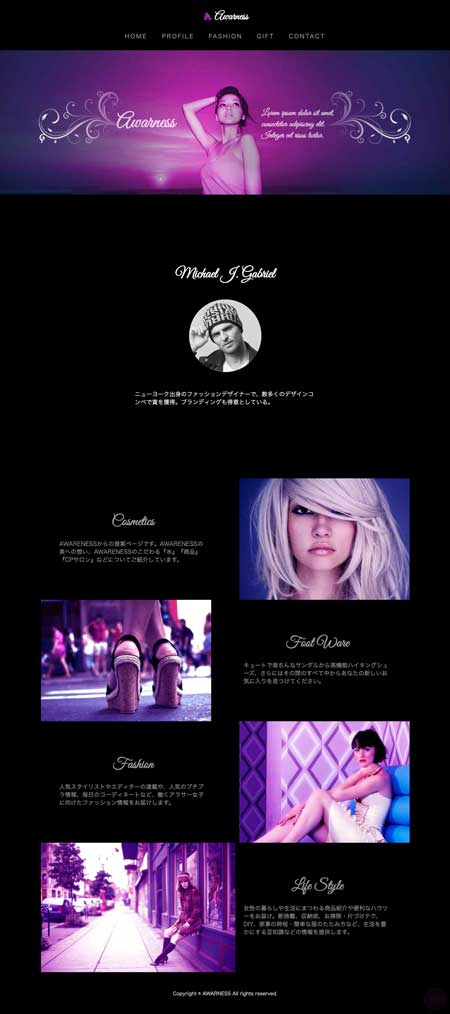 Awarness
HOME PROFILE FASHION GIFT CONTACT
Awarness
Lorem ipsum dolor sit amet,
consectetur adipiscing elit.
Integer vel risus tortor.
Michael J. Gabriel
ニューヨーク出身のファッションデザイナーで、数多くのデザインコ
ンペで賞を獲得。ブランディングも得意としている。
Cosmetics
AWARENESSからの提案ページです。AWARENESSの
美への想い、AWARENESSのこだわる『水』『商品』
『CPサロン』などについてご紹介しています。
Foot Ware
キュートで楽ちんなサンダルから高機能ハイキングシュ
ーズ、さらにはその間のすべて中からあなたの新しいお
気に入りを見つけてください。
Fashion
人気スタイリストやエディターの連載や、人気のプチプ
ラ情報、毎日のコーディネートなど、働くアラサー女子
に向けたファッション情報をお届けします。
Life Style
女性の暮らしや生活にまつわる商品紹介や便利なハウツ
ーをお届け。断捨離、収納術、お掃除・片づけテク、
DIY、家事の時短・簡単な服のたたみ方など、生活を豊
かにする豆知識などの情報を提供します。
Copyright © AWARNESS All rights reserved.